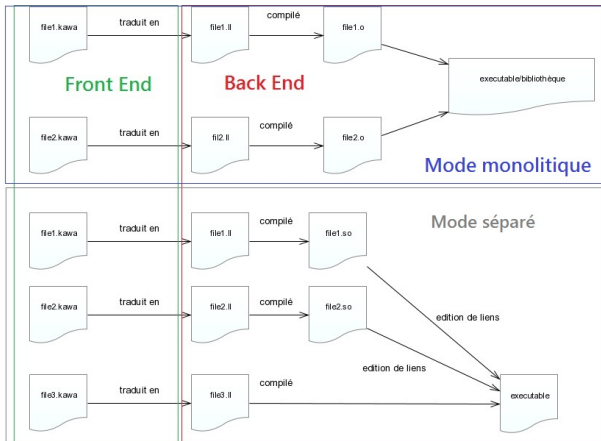 file1.kawa
traduit en
file1.ll
compilé
file1.o
Front End
Back End
executable/bibliothèque
file2.kawa
traduit en
fil2.ll
compilé
file2.o
Mode monolitique
file1.kawa
traduit en
file1.ll
compilé
file1.so
Mode séparé
file2.kawa
traduit en
file2.ll
compilé
file2.so
edition de liens
edition de liens
file3.kawa
traduit en
file3.ll
compilé
executable